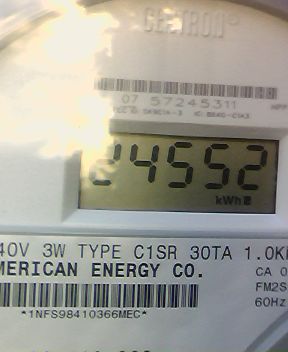 CENTRON
07 57245311
24552
kWh
40V 3W TYPE C1SR 30TA 1.0K
MERICAN ENERGY CO.
CA 0
FM2S
60Hz
*1NFS98410366MEC*